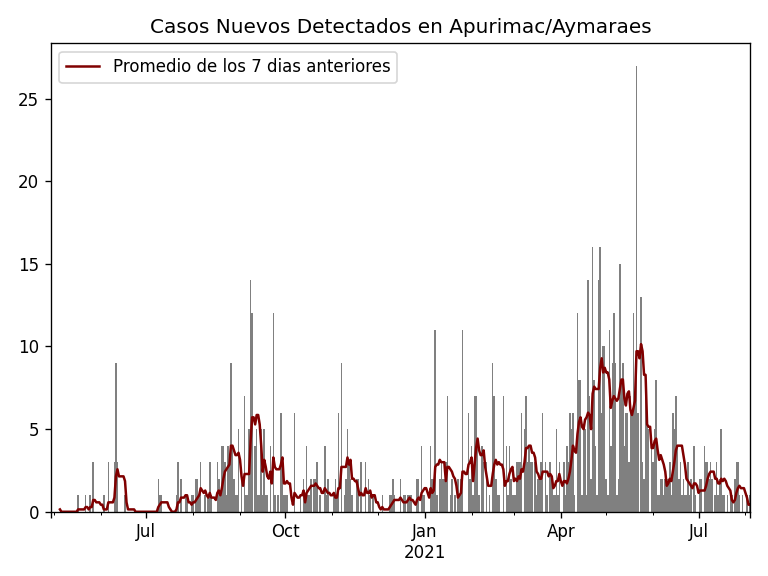 Casos Nuevos Detectados en Apurimac/Aymaraes
Promedio de los 7 dias anteriores
25
20
15
10
5
0
Jul Oct Jan Apr Jul
2021